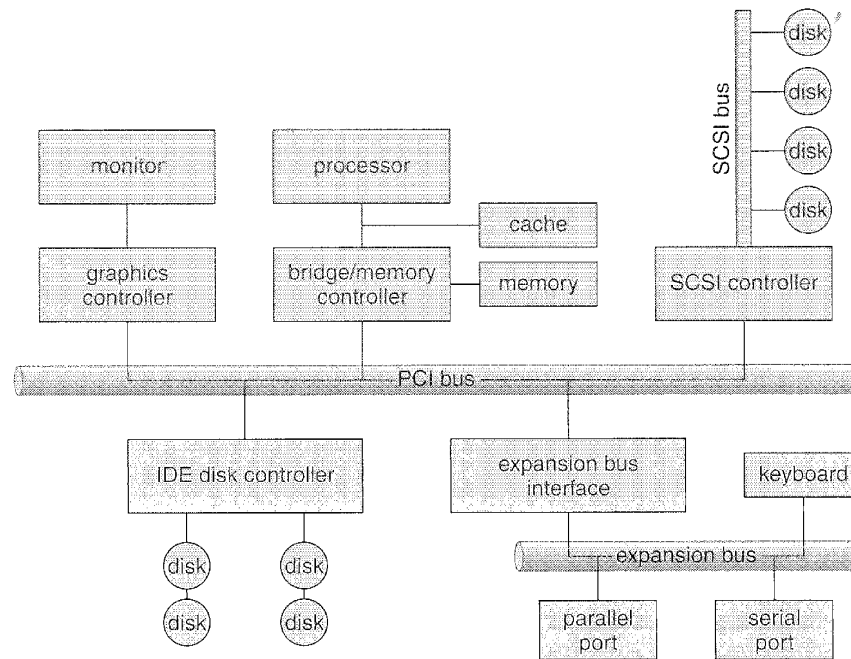 disk
disk
disk
disk
SCSI bus
monitor
processor
cache
graphics
controller
bridge/memory
controller
memory
SCSI controller
PCI bus
IDE disk controller
expansion bus
interface
keyboard
disk
disk
disk
disk
expansion bus
parallel
port
serial
port